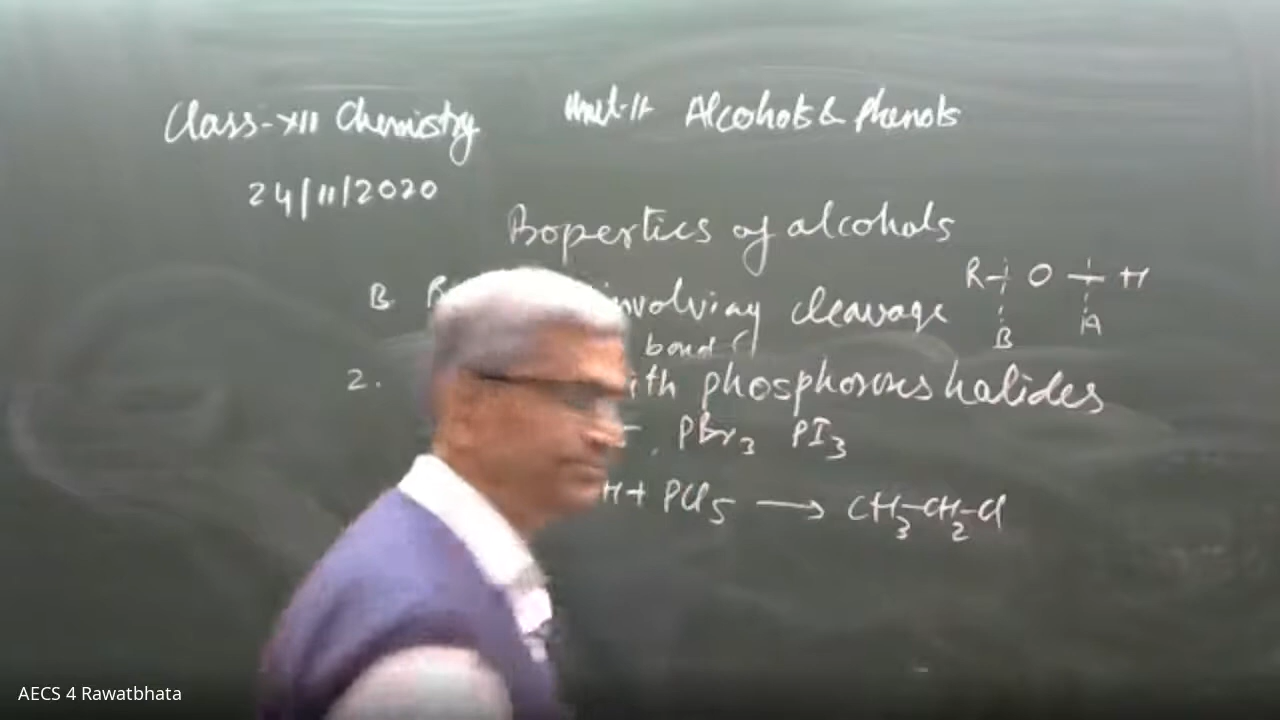 Class-XII Chemistry Unit-11 Alcohols & Phenols
24/11/2020
Properties of alcohols
B. involving cleavage R-O-H
bond B A
2. with phosphorous halides
PBr3 PI3
H + PCl5 → CH3-CH2-Cl
AECS 4 Rawatbhata